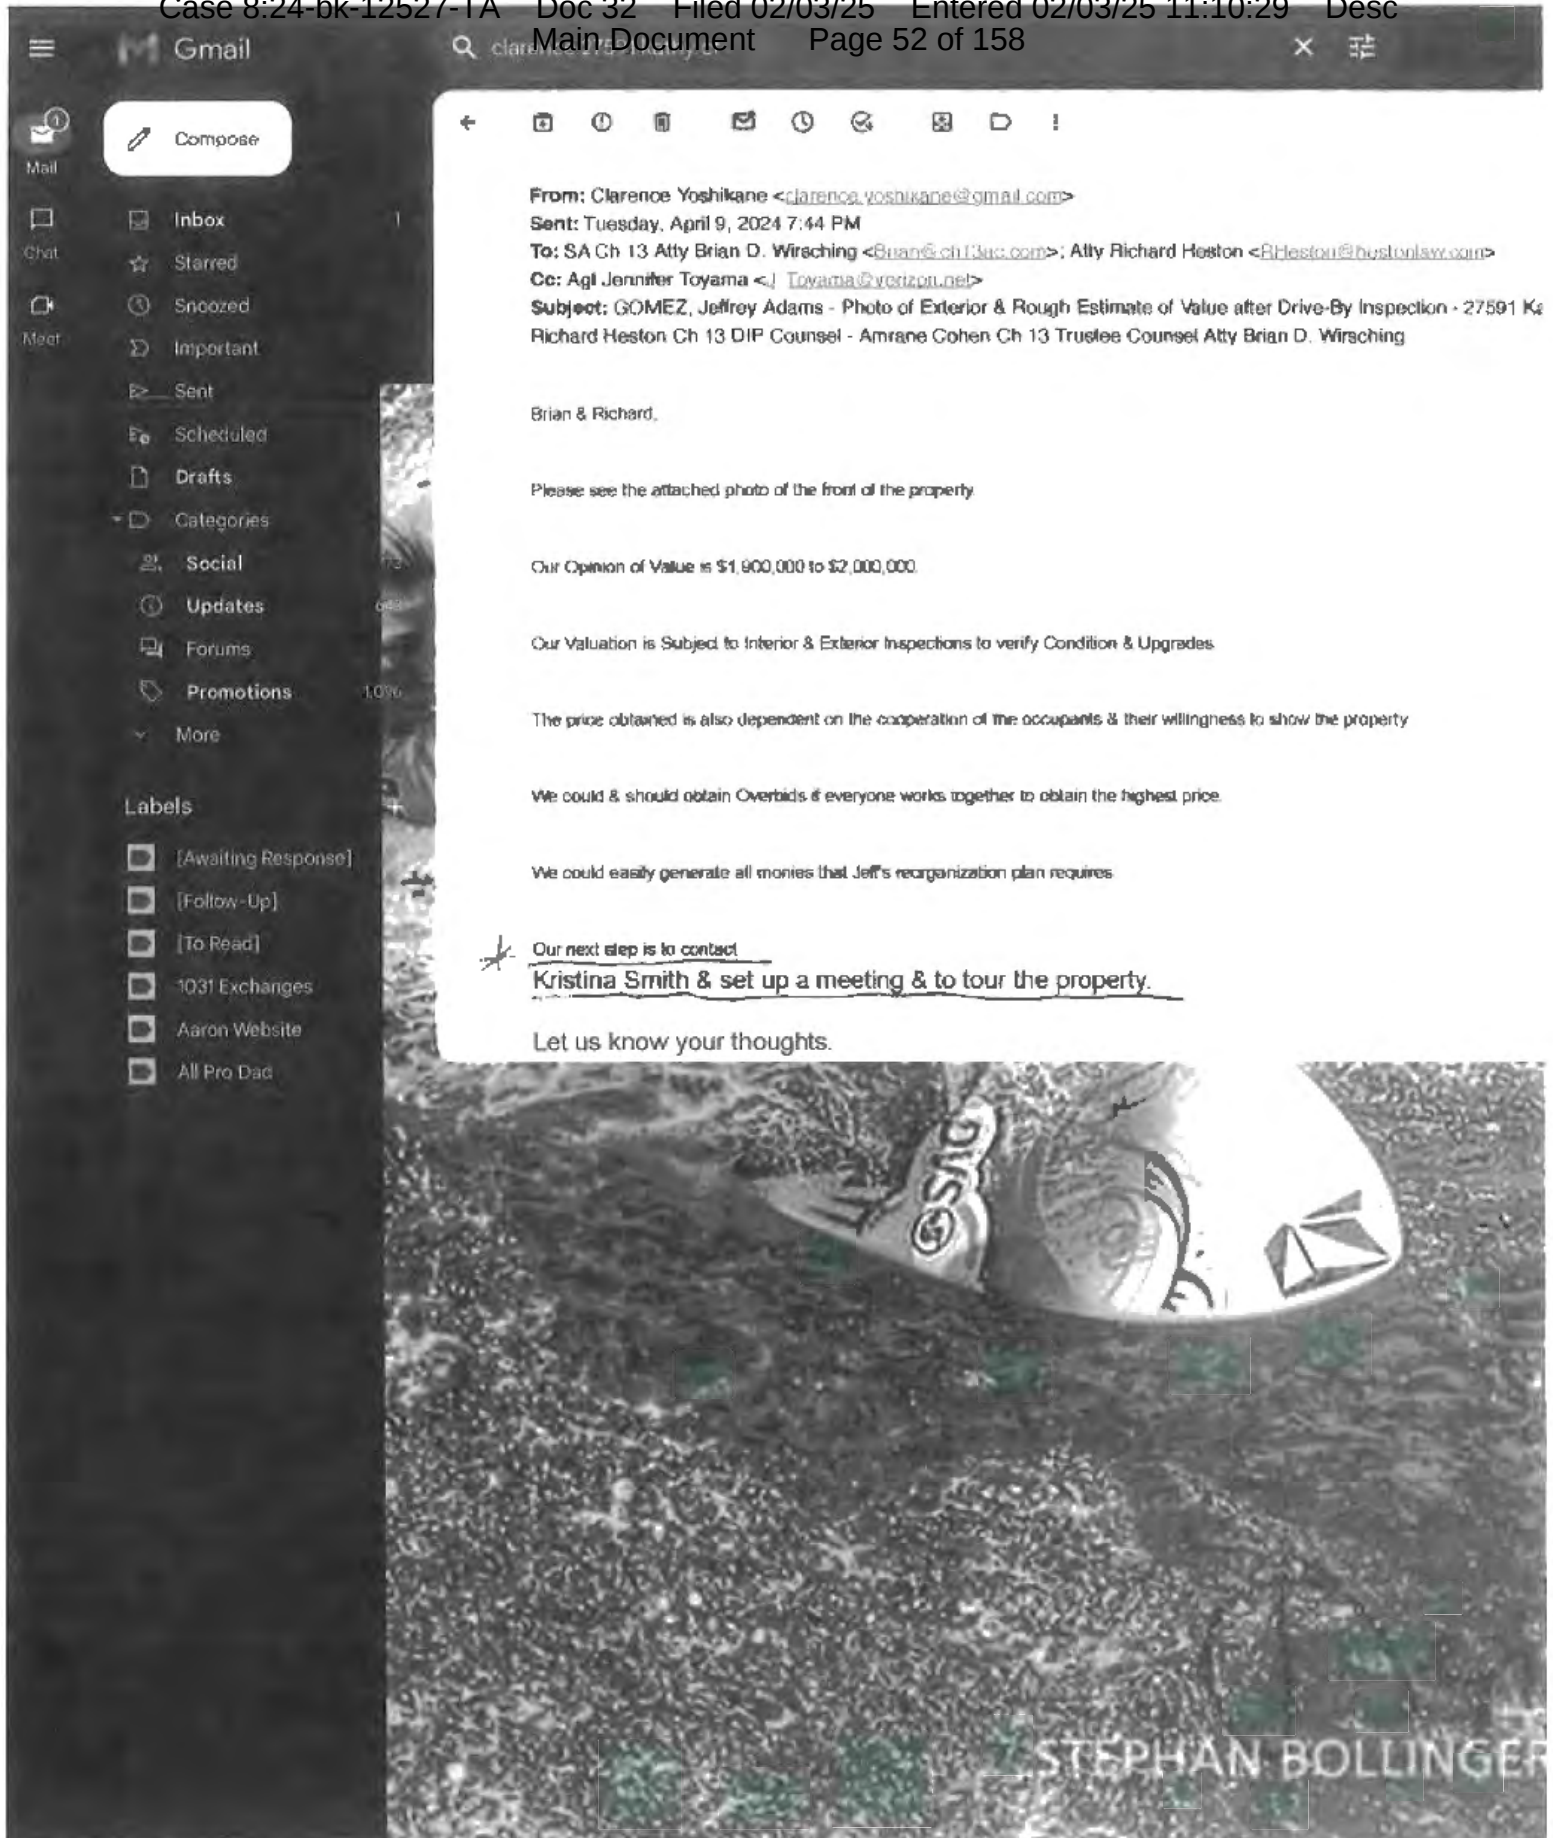 Case 8:24-bk-12527-TA Doc 32 Filed 02/03/25 Entered 02/03/25 11:10:29 Desc
Main Document Page 52 of 158
Gmail
Compose
Mail
Chat
Meet
Inbox 1
Starred
Snoozed
Important
Sent
Scheduled
Drafts
Categories
Social
Updates
Forums
Promotions
More
Labels
[Awaiting Response]
[Follow-Up]
[To Read]
1031 Exchanges
Aaron Website
All Pro Dad
From: Clarence Yoshikane <clarence.yoshikane@gmail.com>
Sent: Tuesday, April 9, 2024 7:44 PM
To: SA Ch 13 Atty Brian D. Wirsching <Brian@ch13ac.com>; Atty Richard Heston <RHeston@hestonlaw.com>
Cc: Agt Jennifer Toyama <J_Toyama@verizon.net>
Subject: GOMEZ, Jeffrey Adams - Photo of Exterior & Rough Estimate of Value after Drive-By Inspection - 27591 Ka
Richard Heston Ch 13 DIP Counsel - Amrane Cohen Ch 13 Trustee Counsel Atty Brian D. Wirsching
Brian & Richard,
Please see the attached photo of the front of the property
Our Opinion of Value is $1,900,000 to $2,000,000.
Our Valuation is Subject to Interior & Exterior Inspections to verify Condition & Upgrades
The price obtained is also dependent on the cooperation of the occupants & their willingness to show the property
We could & should obtain Overbids if everyone works together to obtain the highest price.
We could easily generate all monies that Jeff's reorganization plan requires
Our next step is to contact
Kristina Smith & set up a meeting & to tour the property.
Let us know your thoughts.
STEPHAN BOLLINGER